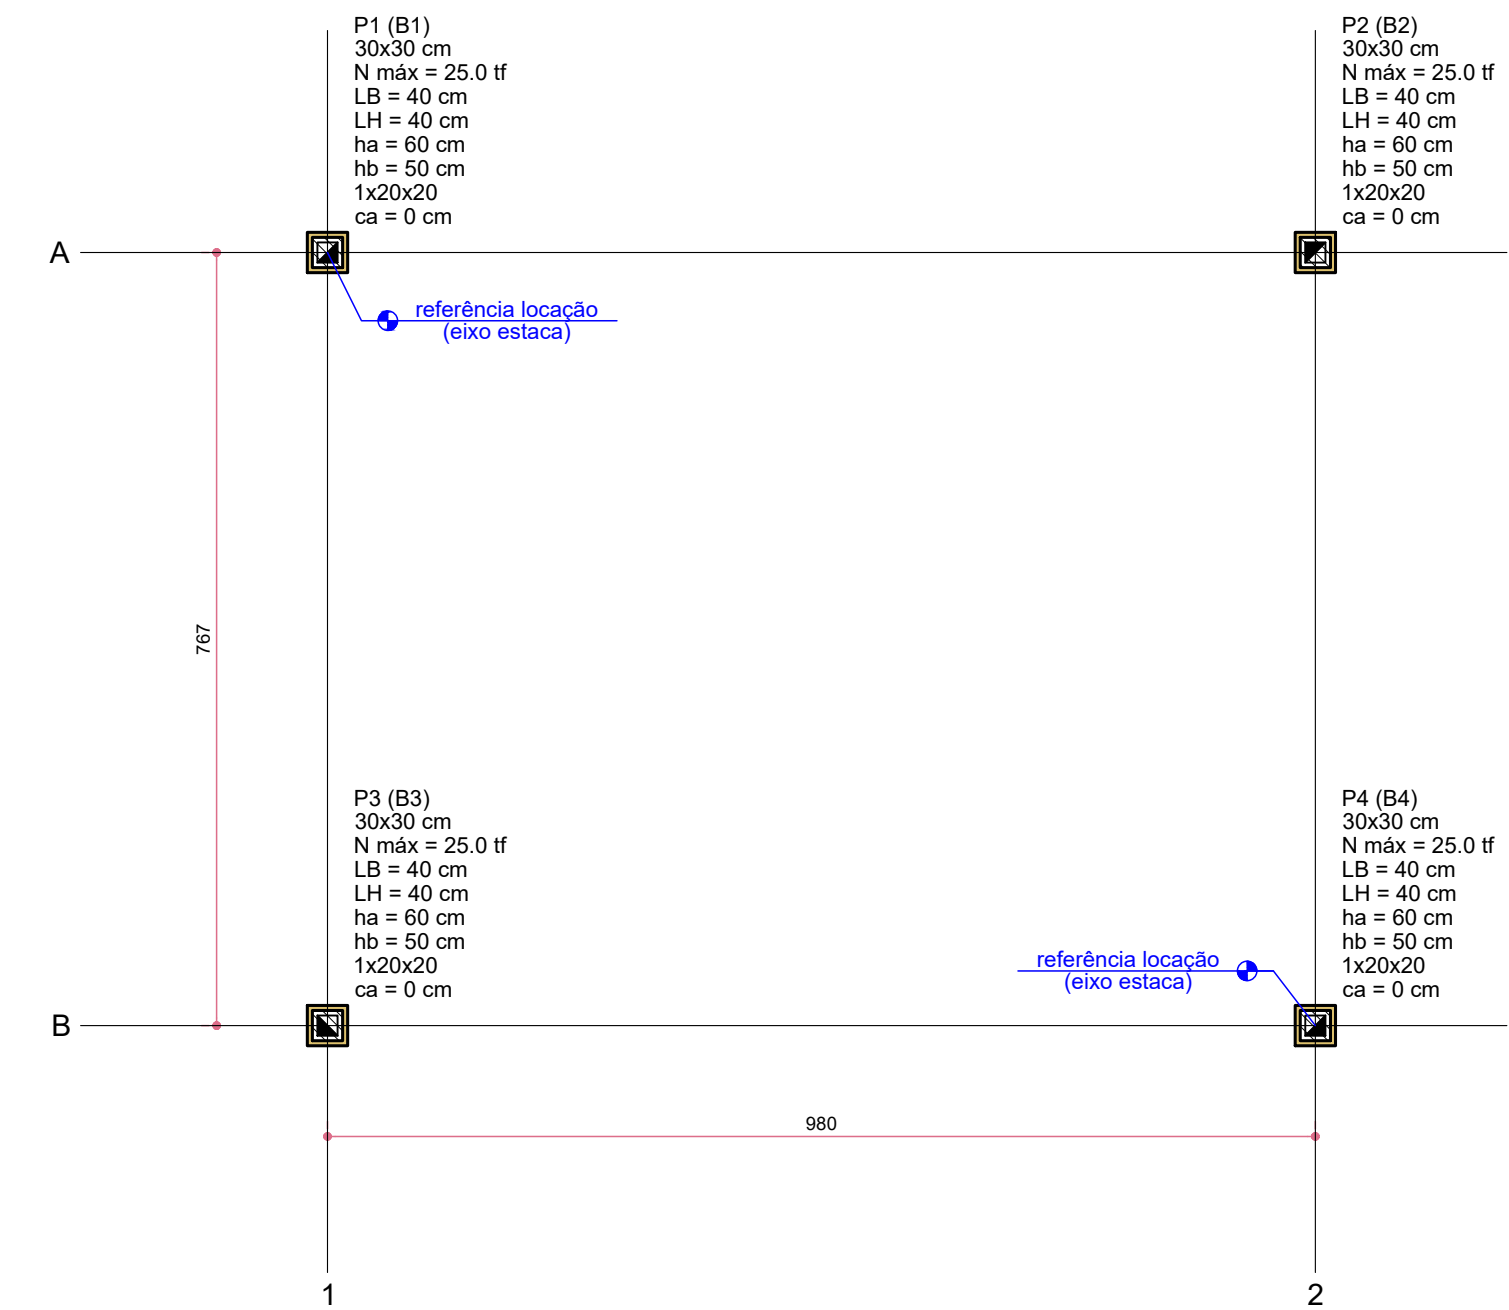 P1 (B1)
30x30 cm
N máx = 25.0 tf
LB = 40 cm
LH = 40 cm
ha = 60 cm
hb = 50 cm
1x20x20
ca = 0 cm
P2 (B2)
30x30 cm
N máx = 25.0 tf
LB = 40 cm
LH = 40 cm
ha = 60 cm
hb = 50 cm
1x20x20
ca = 0 cm
A
referência locação
(eixo estaca)
767
P3 (B3)
30x30 cm
N máx = 25.0 tf
LB = 40 cm
LH = 40 cm
ha = 60 cm
hb = 50 cm
1x20x20
ca = 0 cm
P4 (B4)
30x30 cm
N máx = 25.0 tf
LB = 40 cm
LH = 40 cm
ha = 60 cm
hb = 50 cm
1x20x20
ca = 0 cm
referência locação
(eixo estaca)
B
980
1
2